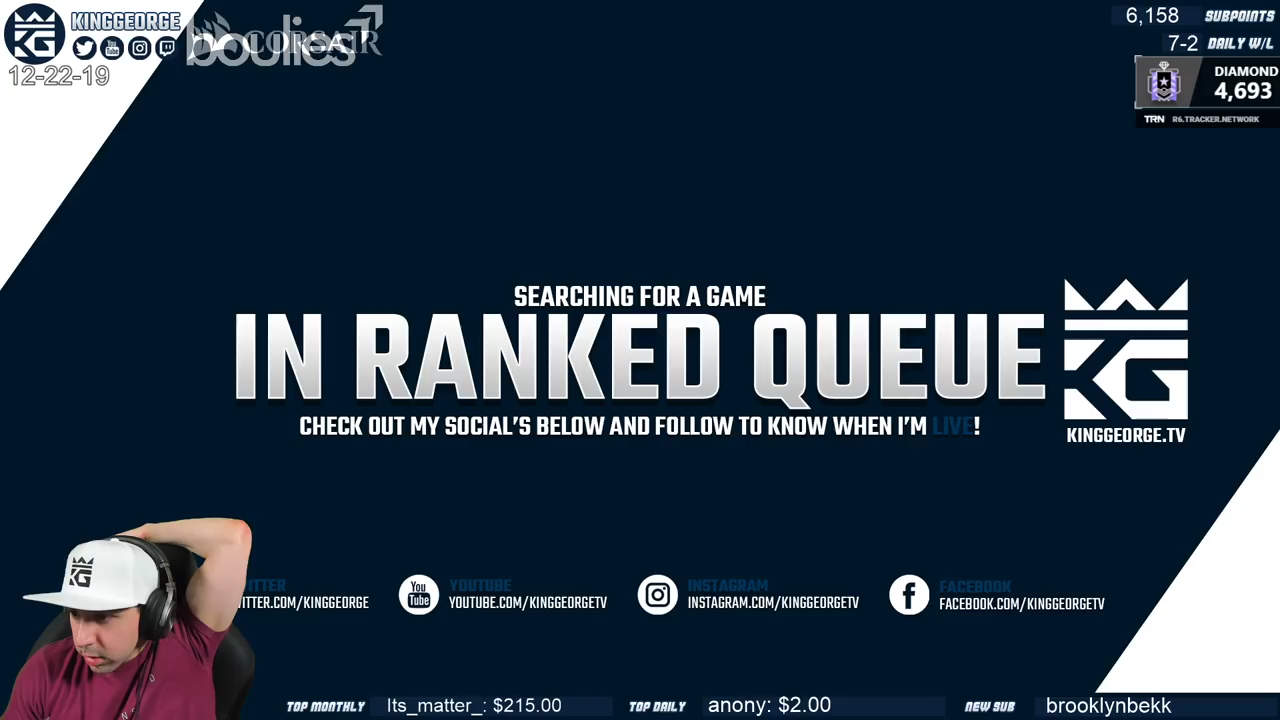 KINGGEORGE
12-22-19
boulies
CORSAIR
6,158 SUBPOINTS
7-2 DAILY W/L
DIAMOND
4,693
TRN R6.TRACKER.NETWORK
SEARCHING FOR A GAME
IN RANKED QUEUE
CHECK OUT MY SOCIAL'S BELOW AND FOLLOW TO KNOW WHEN I'M LIVE!
KG
KINGGEORGE.TV
KG
YOUTUBE
YOUTUBE.COM/KINGGEORGETV
INSTAGRAM
INSTAGRAM.COM/KINGGEORGETV
FACEBOOK
FACEBOOK.COM/KINGGEORGETV
TOP MONTHLY Its_matter_: $215.00
TOP DAILY anony: $2.00
NEW SUB brooklynbekk